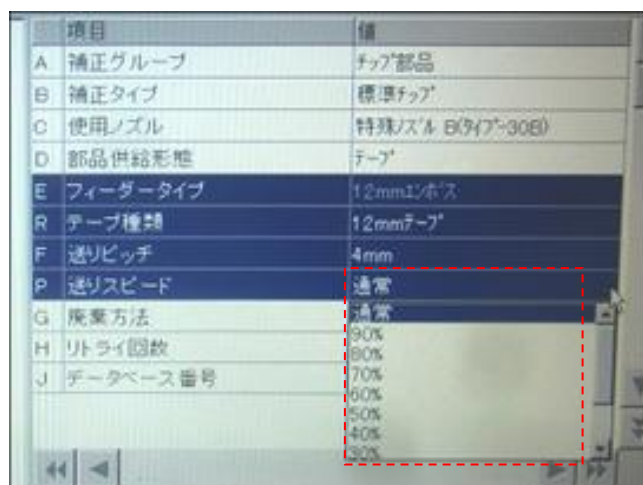 項目 値
A 補正グループ チップ部品
B 補正タイプ 標準チップ
C 使用ノズル 特殊ノズル B(タイプ-30B)
D 部品供給形態 テープ
E フィーダータイプ 12mmエンボス
R テープ種類 12mmテープ
F 送りピッチ 4mm
P 送りスピード 通常
G 廃棄方法 通常
90%
H リトライ回数 80%
70%
J データベース番号 60%
50%
40%
30%